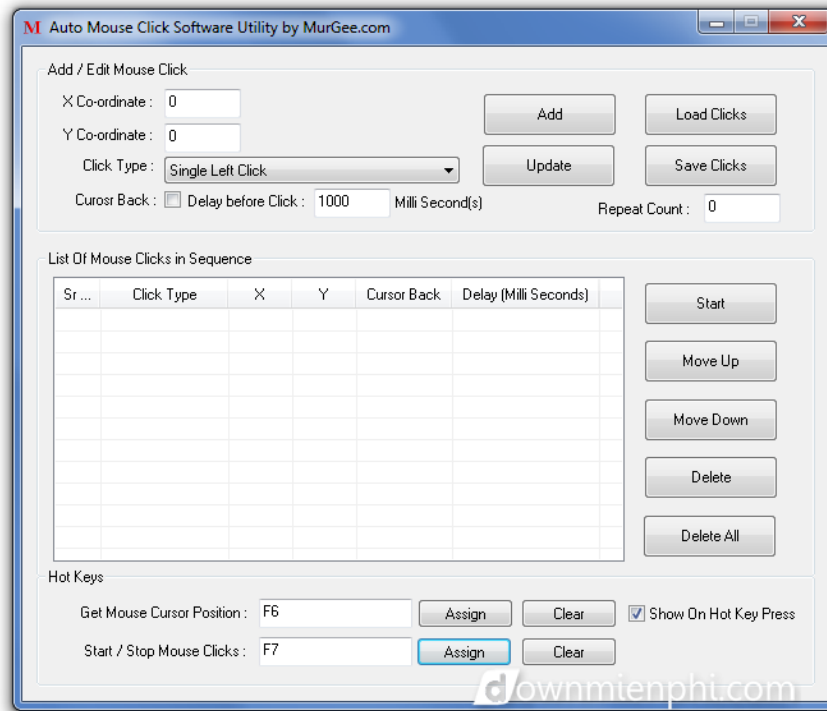 M Auto Mouse Click Software Utility by MurGee.com
Add / Edit Mouse Click
X Co-ordinate : 0
Y Co-ordinate : 0
Click Type : Single Left Click
Curosr Back : Delay before Click : 1000 Milli Second(s)
Add
Load Clicks
Update
Save Clicks
Repeat Count : 0
List Of Mouse Clicks in Sequence
Sr ... Click Type X Y Cursor Back Delay (Milli Seconds)
Start
Move Up
Move Down
Delete
Delete All
Hot Keys
Get Mouse Cursor Position : F6 Assign Clear Show On Hot Key Press
Start / Stop Mouse Clicks : F7 Assign Clear
downmienphi.com